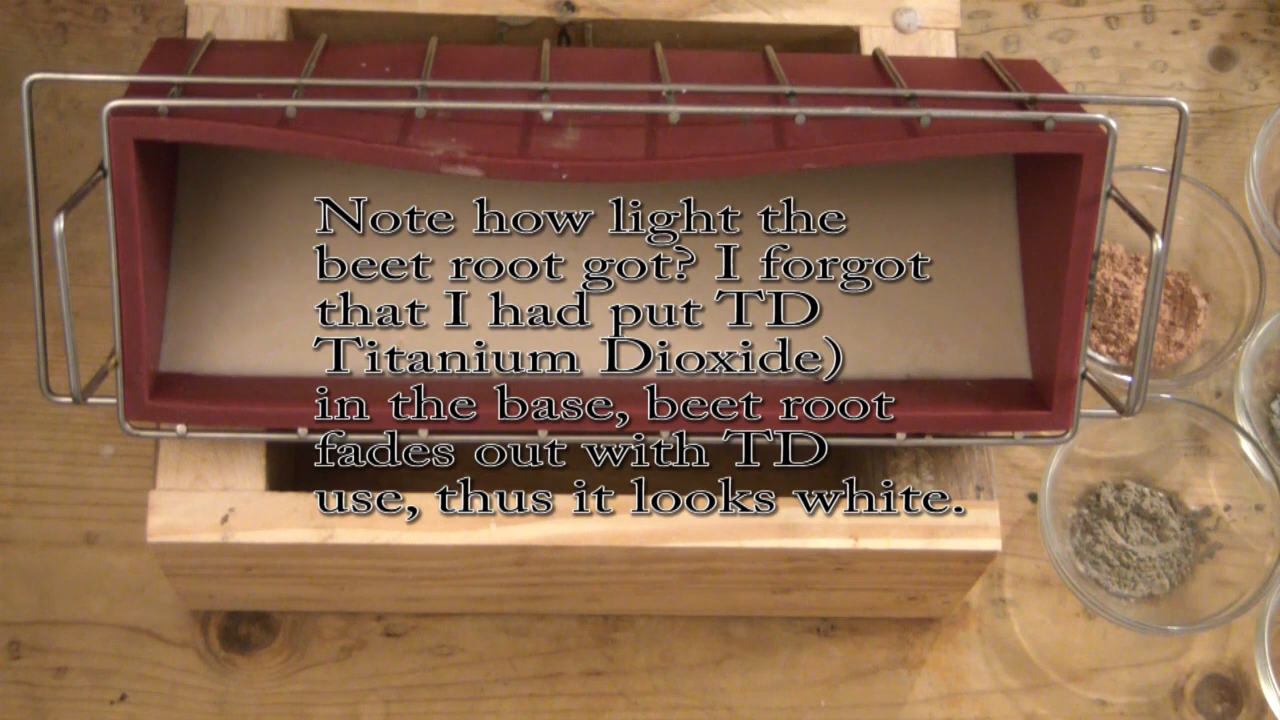 Note how light the
beet root got? I forgot
that I had put TD
Titanium Dioxide)
in the base, beet root
fades out with TD
use, thus it looks white.